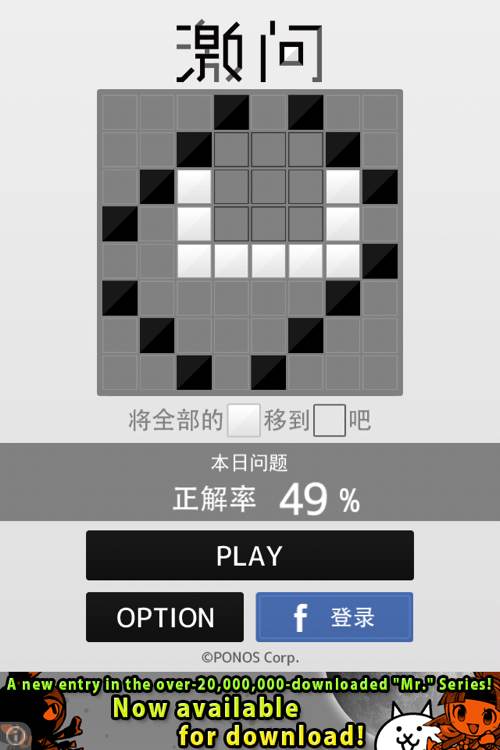 激问
将全部的 移到 吧
本日问题
正解率 49 %
PLAY
OPTION
f 登录
©PONOS Corp.
A new entry in the over-20,000,000-downloaded "Mr." Series!
Now available
for download!